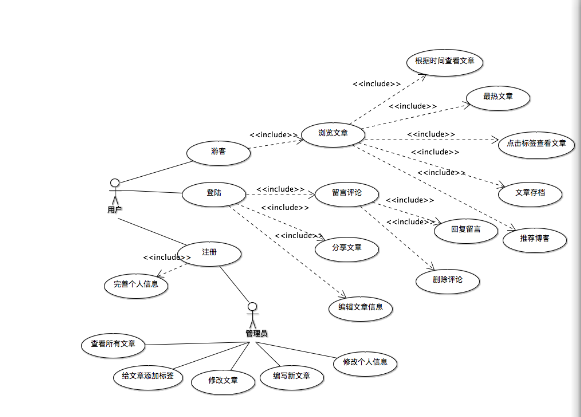 根据时间查看文章
<<include>>
最热文章
<<include>>
<<include>>
浏览文章
<<include>>
点击标签查看文章
游客
<<include>>
<<include>>
用户
登陆
<<include>>
留言评论
文章存档
<<include>>
<<include>>
回复留言
推荐博客
<<include>>
分享文章
注册
<<include>>
完善个人信息
删除评论
编辑文章信息
管理员
查看所有文章
给文章添加标签
修改文章
编写新文章
修改个人信息